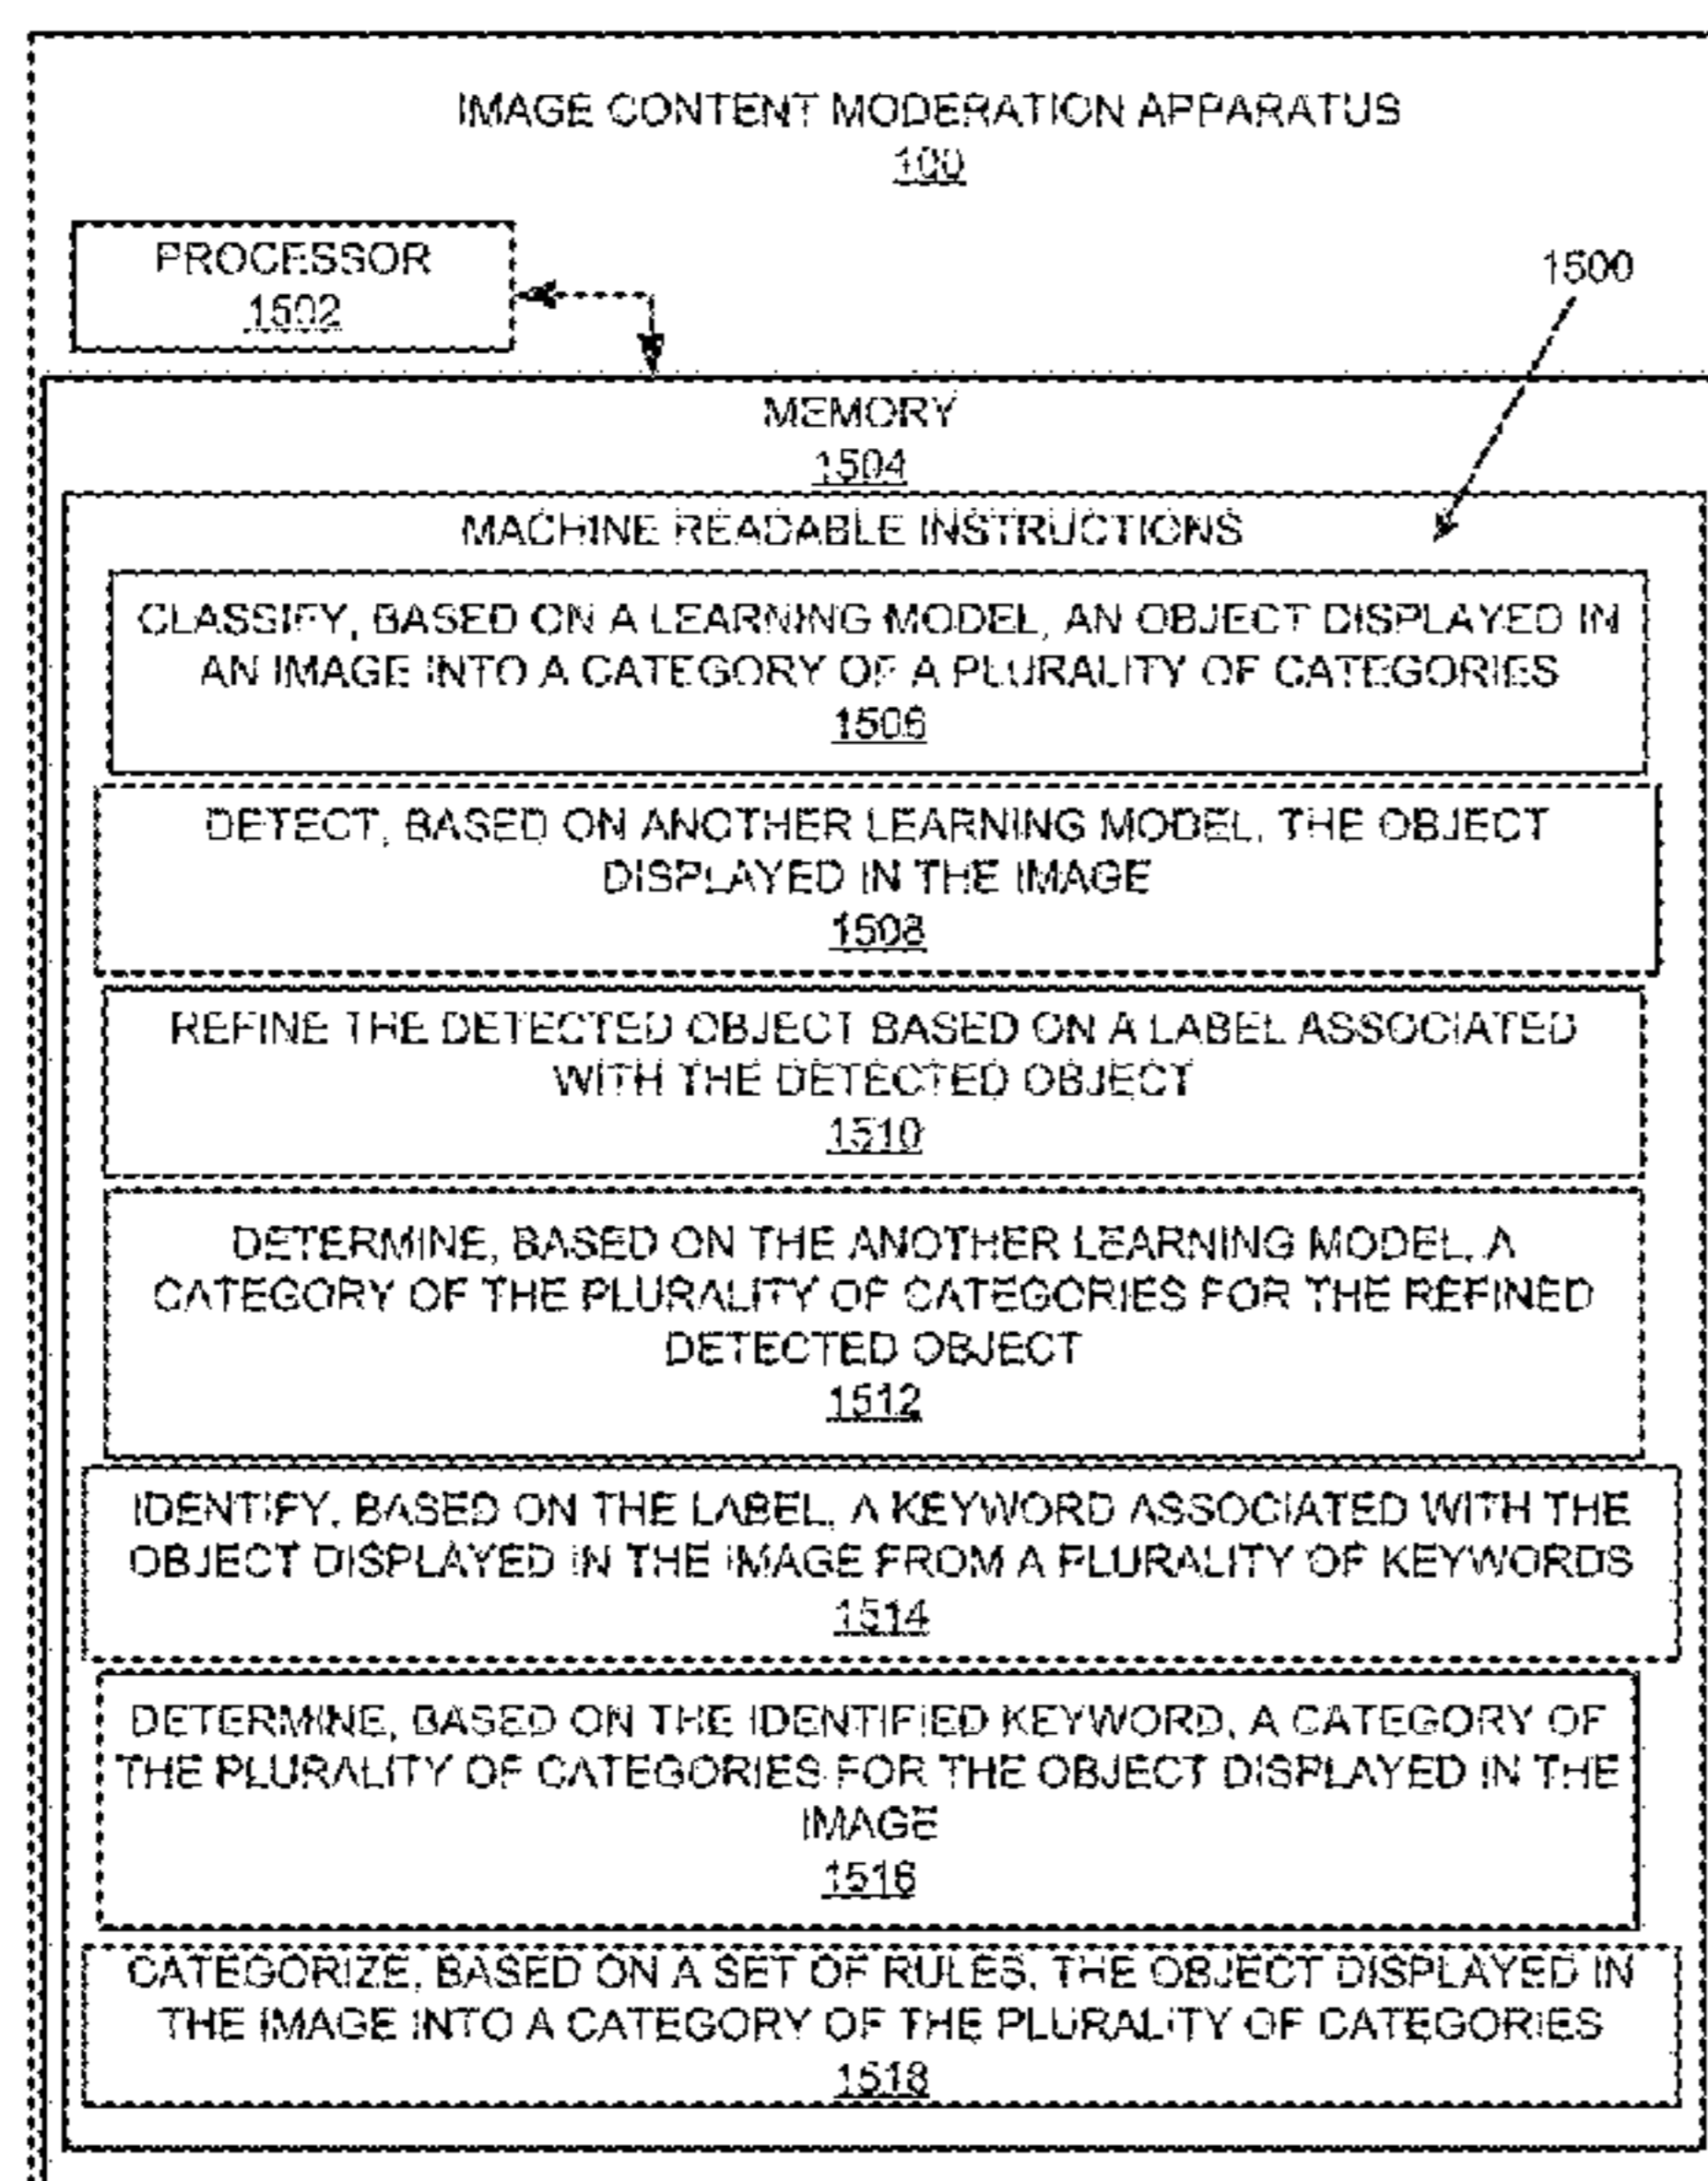 IMAGE CONTENT MODERATION APPARATUS
100
PROCESSOR
1502
1500
MEMORY
1504
MACHINE READABLE INSTRUCTIONS
CLASSIFY, BASED ON A LEARNING MODEL, AN OBJECT DISPLAYED IN
AN IMAGE INTO A CATEGORY OF A PLURALITY OF CATEGORIES
1506
DETECT, BASED ON ANOTHER LEARNING MODEL, THE OBJECT
DISPLAYED IN THE IMAGE
1508
REFINE THE DETECTED OBJECT BASED ON A LABEL ASSOCIATED
WITH THE DETECTED OBJECT
1510
DETERMINE, BASED ON THE ANOTHER LEARNING MODEL, A
CATEGORY OF THE PLURALITY OF CATEGORIES FOR THE REFINED
DETECTED OBJECT
1512
IDENTIFY, BASED ON THE LABEL, A KEYWORD ASSOCIATED WITH THE
OBJECT DISPLAYED IN THE IMAGE FROM A PLURALITY OF KEYWORDS
1514
DETERMINE, BASED ON THE IDENTIFIED KEYWORD, A CATEGORY OF
THE PLURALITY OF CATEGORIES FOR THE OBJECT DISPLAYED IN THE
IMAGE
1516
CATEGORIZE, BASED ON A SET OF RULES, THE OBJECT DISPLAYED IN
THE IMAGE INTO A CATEGORY OF THE PLURALITY OF CATEGORIES
1518